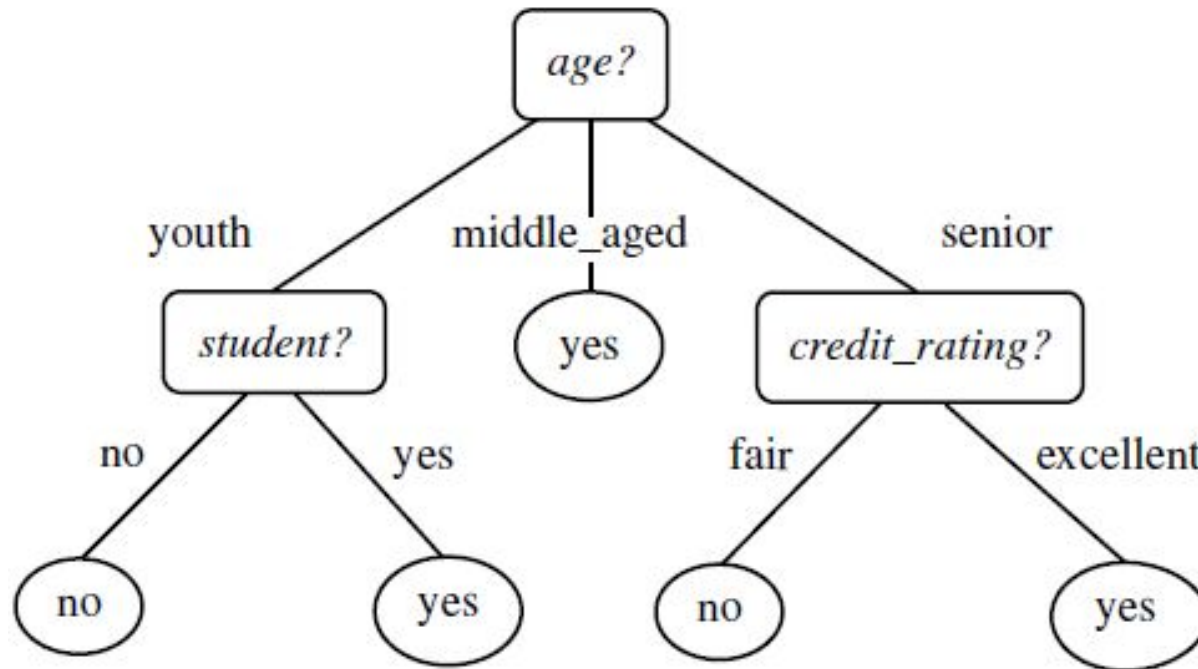 age?
youth middle_aged senior
student? yes credit_rating?
no yes fair excellent
no yes no yes